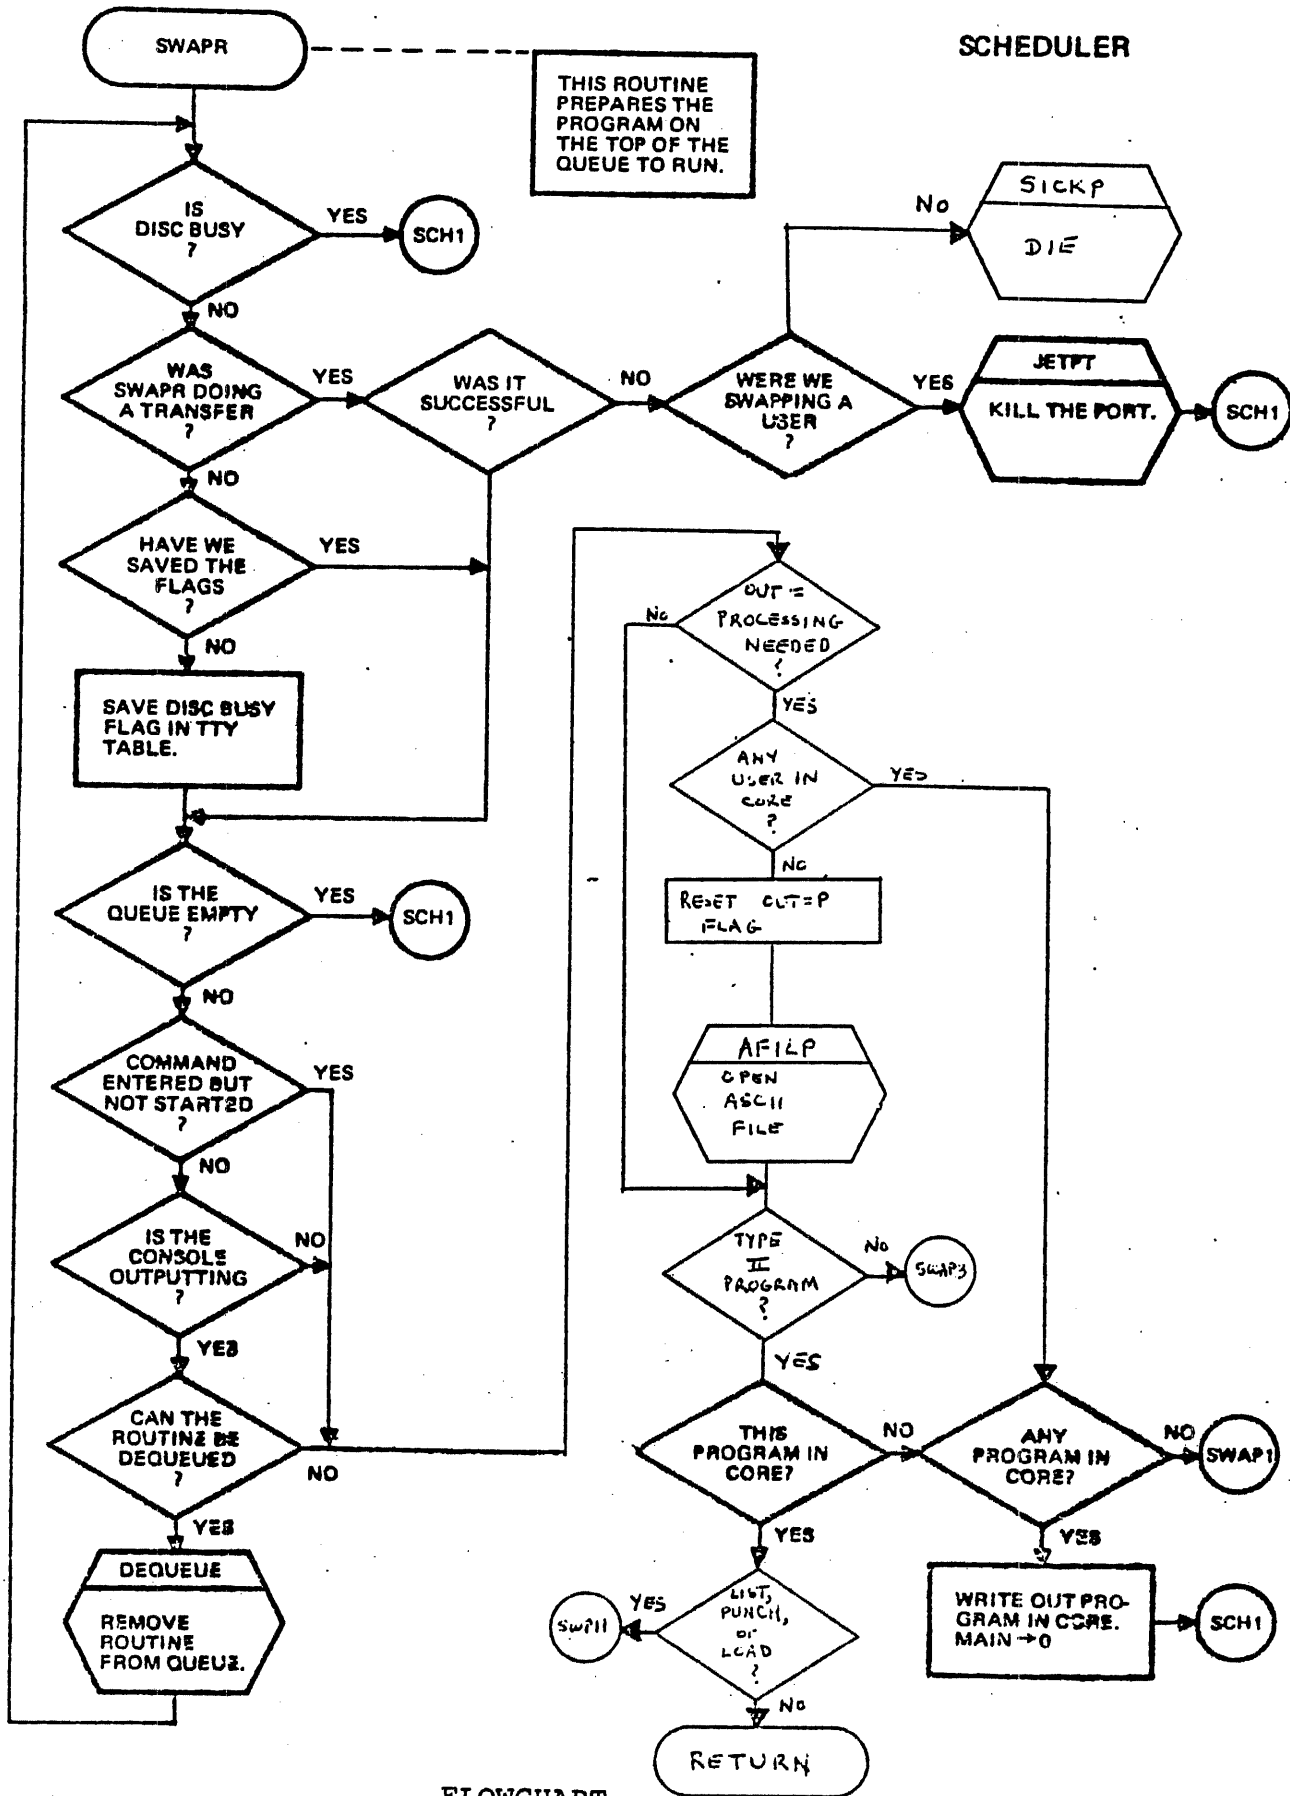 SWAPR
SCHEDULER
THIS ROUTINE
PREPARES THE
PROGRAM ON
THE TOP OF THE
QUEUE TO RUN.
IS
DISC BUSY
?
YES
SCH1
NO
SICKP
DIE
NO
WAS
SWAPR DOING
A TRANSFER
?
YES
WAS IT
SUCCESSFUL
?
NO
WERE WE
SWAPPING A
USER
?
YES
JETPT
KILL THE PORT.
SCH1
NO
HAVE WE
SAVED THE
FLAGS
?
YES
NO
SAVE DISC BUSY
FLAG IN TTY
TABLE.
IS THE
QUEUE EMPTY
?
YES
SCH1
NO
COMMAND
ENTERED BUT
NOT STARTED
?
YES
NO
IS THE
CONSOLE
OUTPUTTING
?
NO
YES
CAN THE
ROUTINE BE
DEQUEUED
?
NO
YES
DEQUEUE
REMOVE
ROUTINE
FROM QUEUE.
OUT =
PROCESSING
NEEDED
?
No
YES
ANY
USER IN
CORE
?
YES
NO
RESET OUT=P
FLAG
AFILP
OPEN
ASCII
FILE
TYPE
II
PROGRAM
?
No
SWAP3
YES
THIS
PROGRAM IN
CORE?
NO
ANY
PROGRAM IN
CORE?
NO
SWAP1
YES
YES
LIST,
PUNCH,
or
LOAD
?
YES
SWP11
No
RETURN
WRITE OUT PRO-
GRAM IN CORE.
MAIN→0
SCH1
FLOWCHART